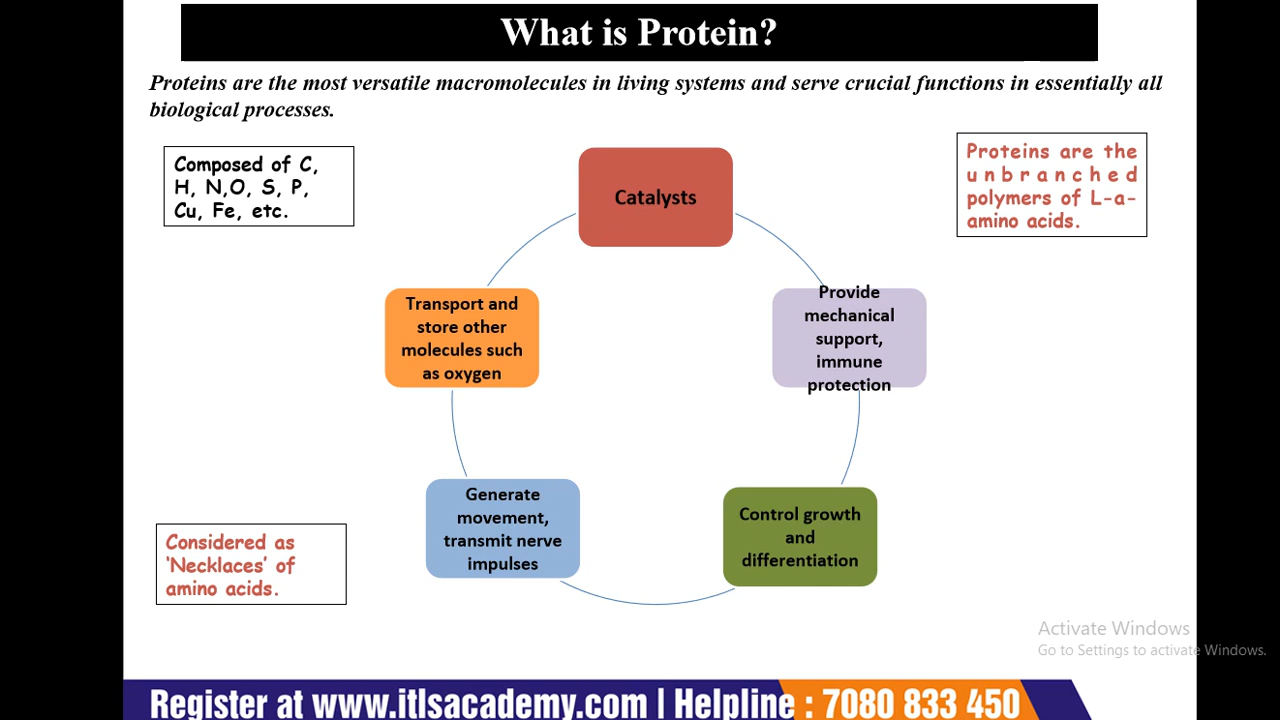 What is Protein?
Proteins are the most versatile macromolecules in living systems and serve crucial functions in essentially all
biological processes.
Composed of C,
H, N,O, S, P,
Cu, Fe, etc.
Catalysts
Proteins are the
unbranched
polymers of L-a-
amino acids.
Transport and
store other
molecules such
as oxygen
Provide
mechanical
support,
immune
protection
Generate
movement,
transmit nerve
impulses
Control growth
and
differentiation
Considered as
‘Necklaces’ of
amino acids.
Activate Windows
Go to Settings to activate Windows.
Register at www.itlsacademy.com | Helpline : 7080 833 450